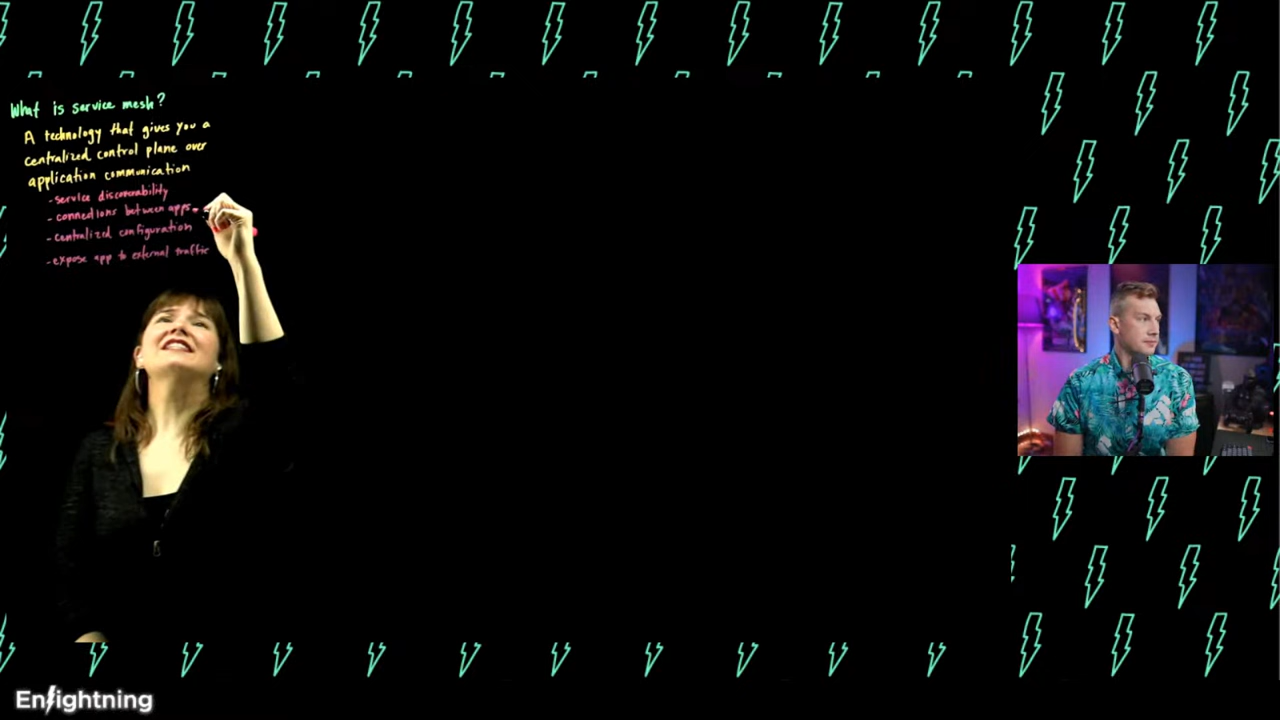 What is service mesh?
A technology that gives you a
centralized control plane over
application communication
- service discoverability
- connections between apps -
- centralized configuration
- expose app to external traffic
Enlightning